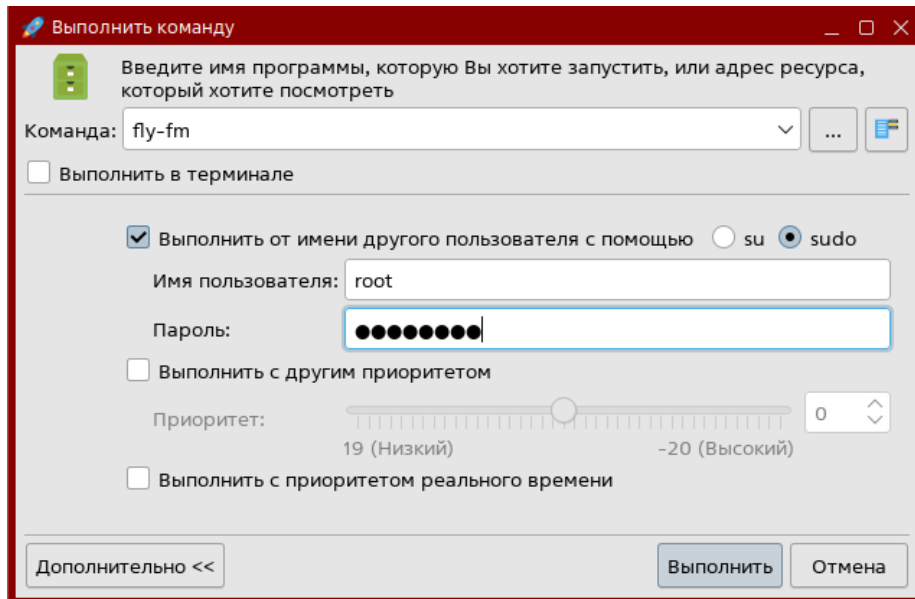 Выполнить команду
Введите имя программы, которую Вы хотите запустить, или адрес ресурса,
который хотите посмотреть
Команда: fly-fm ...
Выполнить в терминале
Выполнить от имени другого пользователя с помощью su sudo
Имя пользователя: root
Пароль: ●●●●●●●●
Выполнить с другим приоритетом
Приоритет: 0
19 (Низкий) -20 (Высокий)
Выполнить с приоритетом реального времени
Дополнительно << Выполнить Отмена